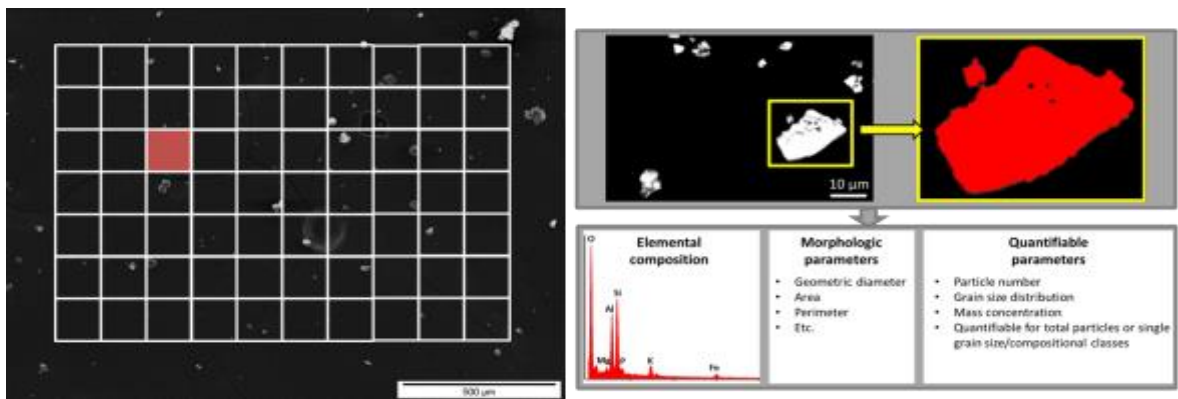 500 µm
10 µm
Elemental
composition
O
Si
Al
Mg
P
K
Fe
Morphologic
parameters
• Geometric diameter
• Area
• Perimeter
• Etc.
Quantifiable
parameters
• Particle number
• Grain size distribution
• Mass concentration
• Quantifiable for total particles or single
grain size/compositional classes